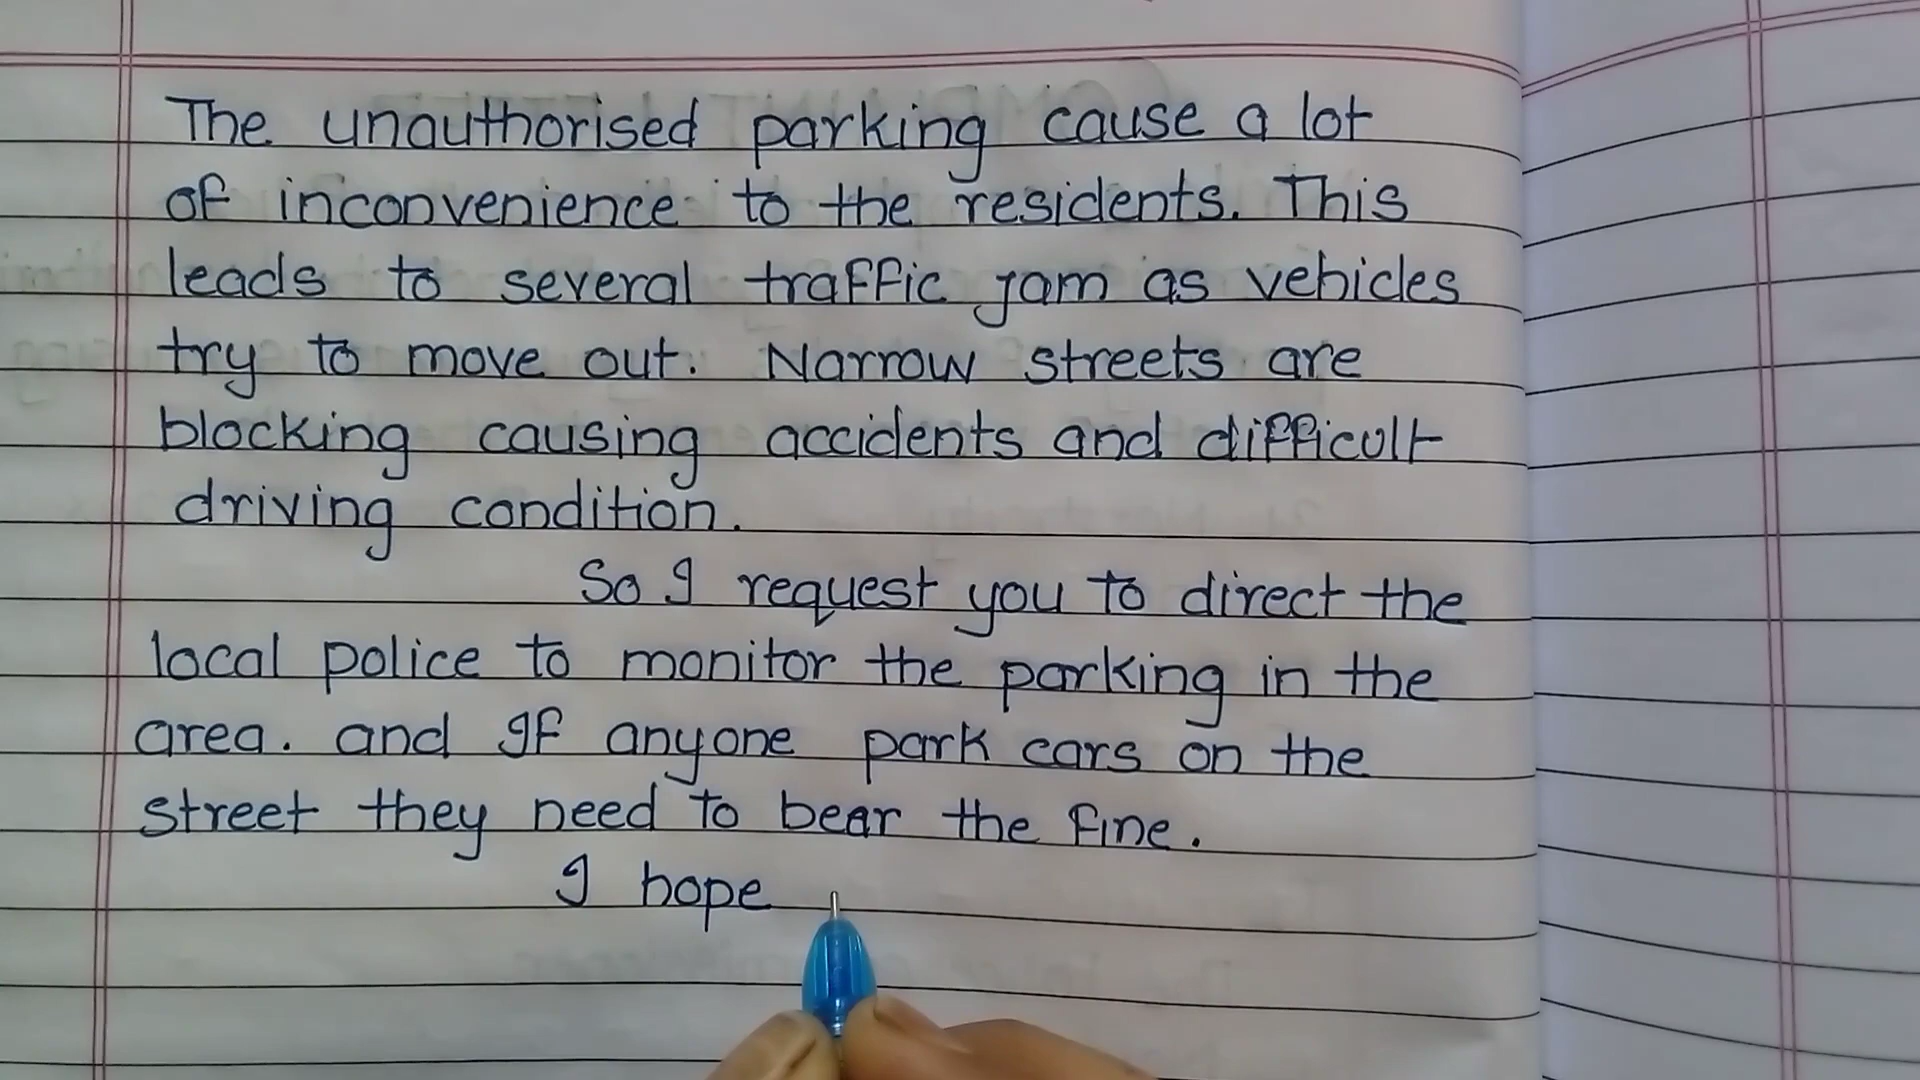 The unauthorised parking cause a lot
of inconvenience to the residents. This
leads to several traffic jam as vehicles
try to move out. Narrow streets are
blocking causing accidents and difficult
driving condition.
So I request you to direct the
local police to monitor the parking in the
area. and If anyone park cars on the
street they need to bear the fine.
I hope